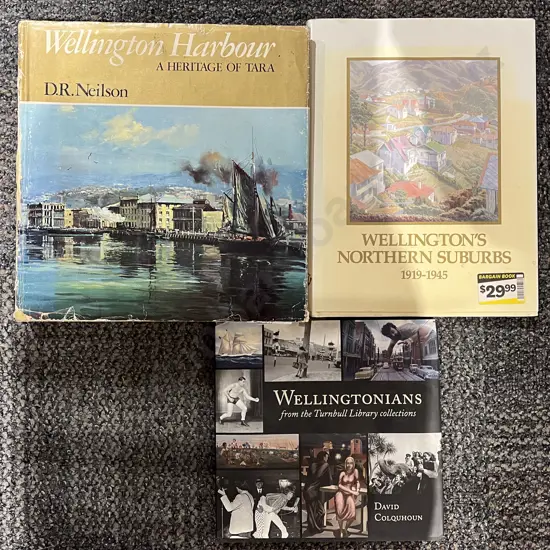 Wellington Harbour
A HERITAGE OF TARA
D.R. Neilson
WELLINGTON'S
NORTHERN SUBURBS
1919-1945
BARGAIN BOOK
$29.99
WELLINGTONIANS
from the Turnbull Library collections
DAVID
COLQUHOUN